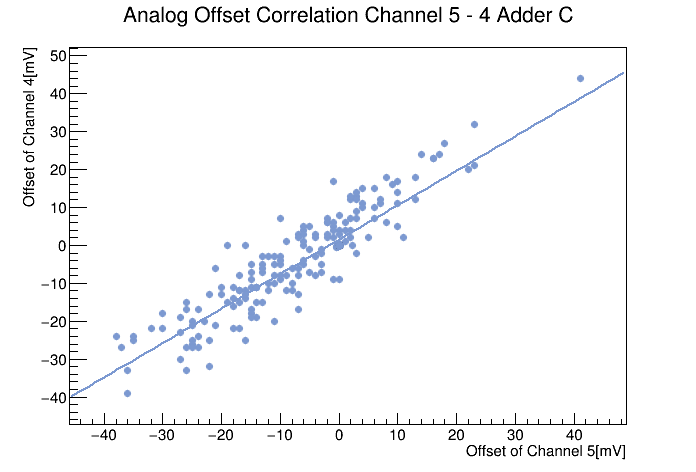 Analog Offset Correlation Channel 5 - 4 Adder C
Offset of Channel 4[mV]
50
40
30
20
10
0
−10
−20
−30
−40
−40 −30 −20 −10 0 10 20 30 40
Offset of Channel 5[mV]